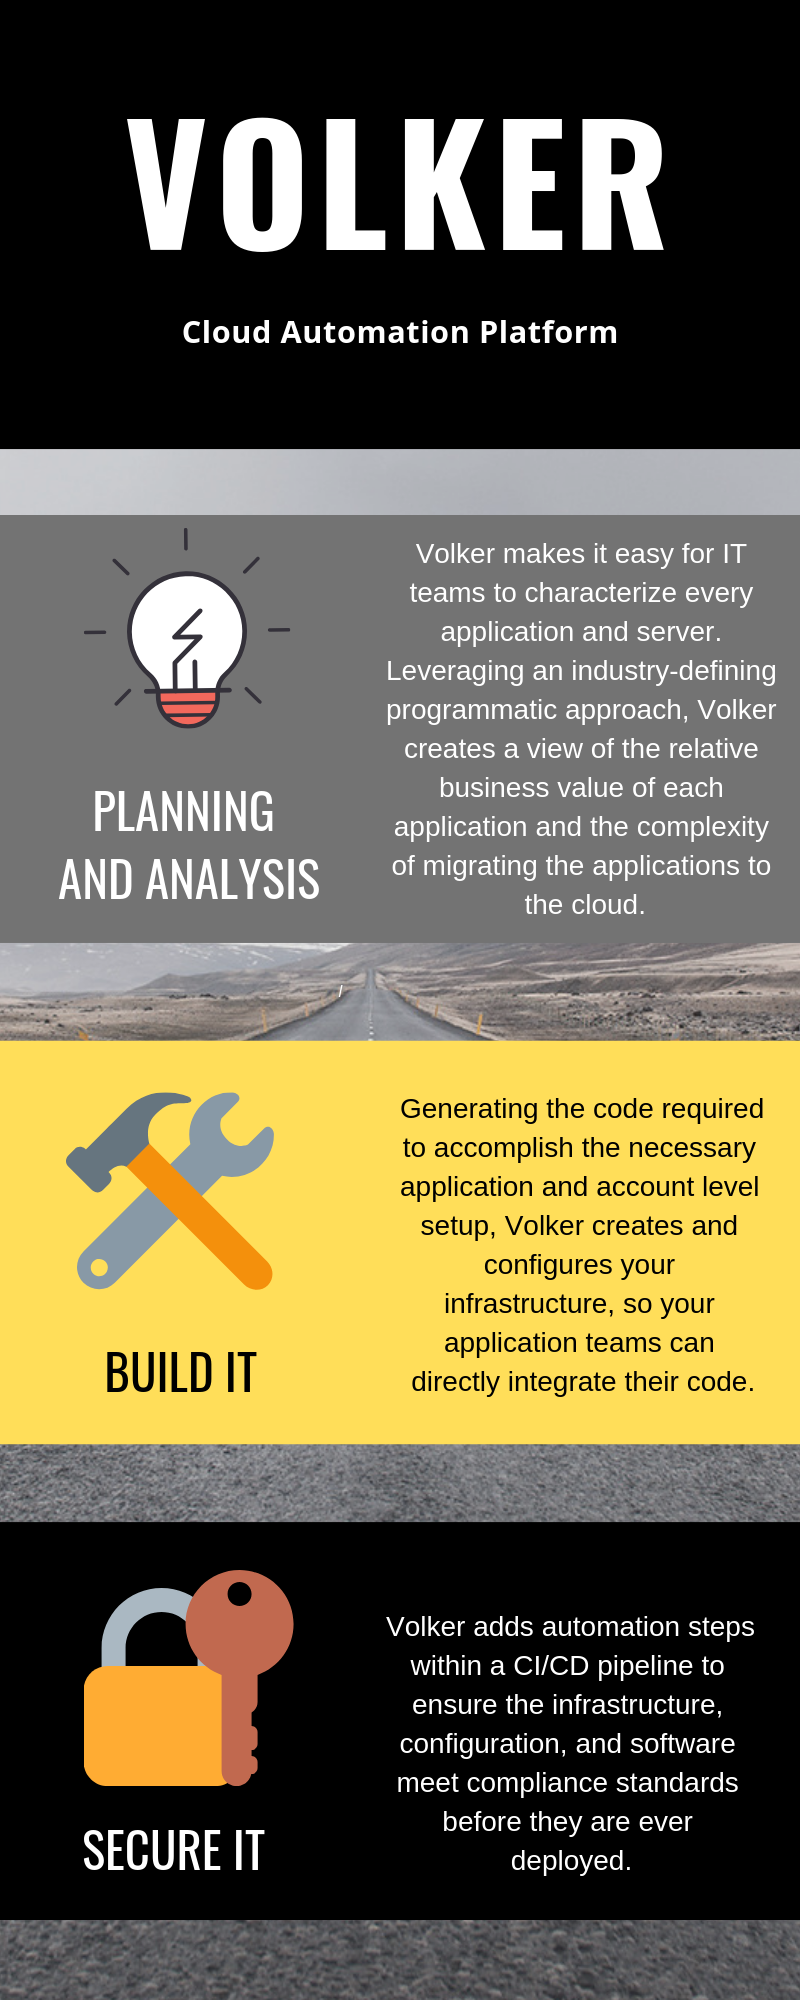 VOLKER
Cloud Automation Platform
PLANNING
AND ANALYSIS
Volker makes it easy for IT
teams to characterize every
application and server.
Leveraging an industry-defining
programmatic approach, Volker
creates a view of the relative
business value of each
application and the complexity
of migrating the applications to
the cloud.
BUILD IT
Generating the code required
to accomplish the necessary
application and account level
setup, Volker creates and
configures your
infrastructure, so your
application teams can
directly integrate their code.
SECURE IT
Volker adds automation steps
within a CI/CD pipeline to
ensure the infrastructure,
configuration, and software
meet compliance standards
before they are ever
deployed.